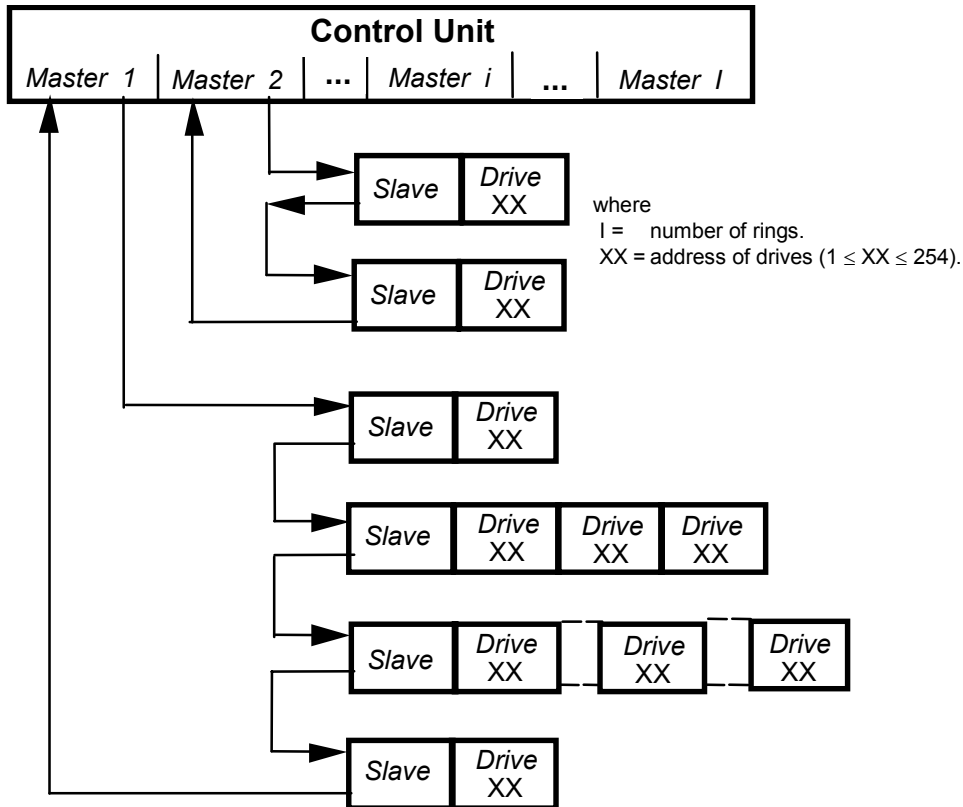 Control Unit
Master 1 Master 2 ... Master i ... Master I
Slave Drive XX
where
I = number of rings.
XX = address of drives (1 ≤ XX ≤ 254).
Slave Drive XX
Slave Drive XX
Slave Drive XX Drive XX Drive XX
Slave Drive XX Drive XX Drive XX
Slave Drive XX